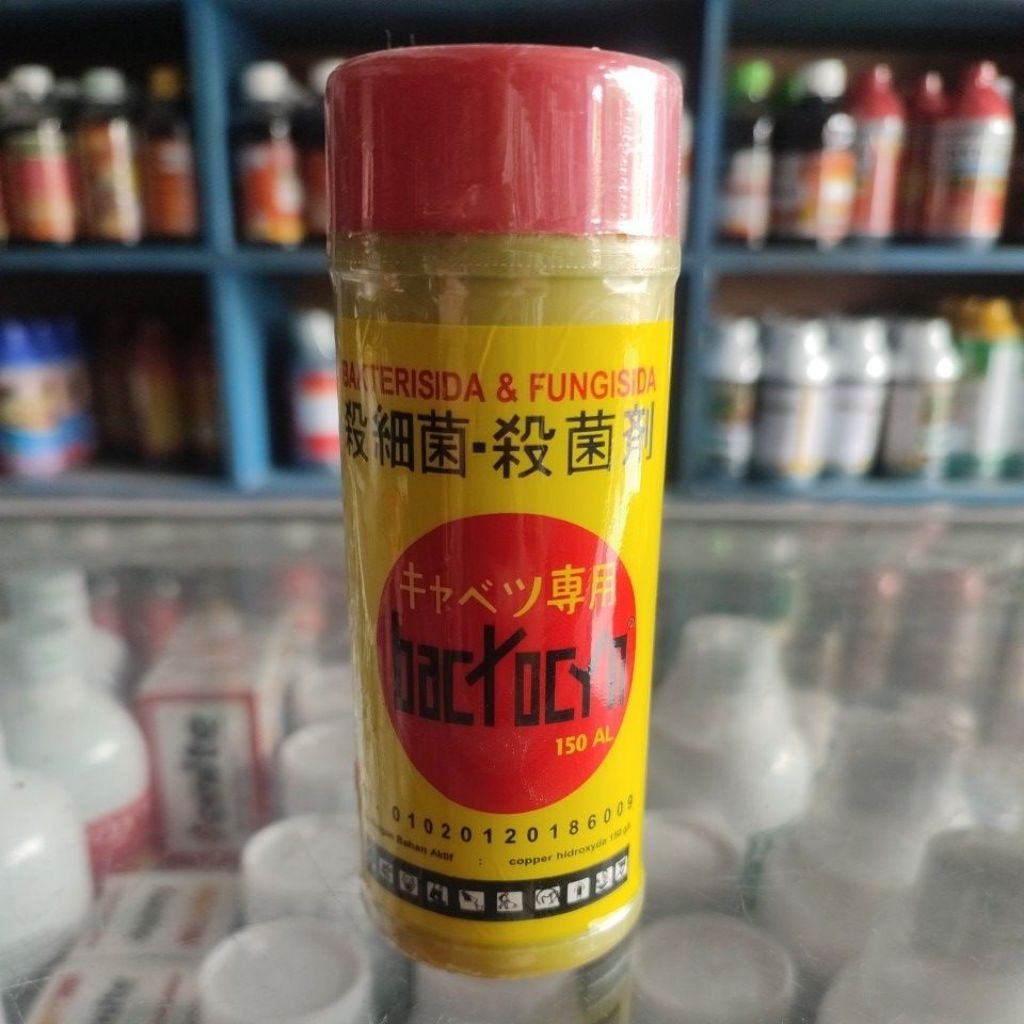 BAKTERISIDA & FUNGISIDA
殺細菌・殺菌剤
キャベツ専用
bactocyn
150 AL
01020120186009
Bahan Aktif : copper hidroxyda 150 g/l